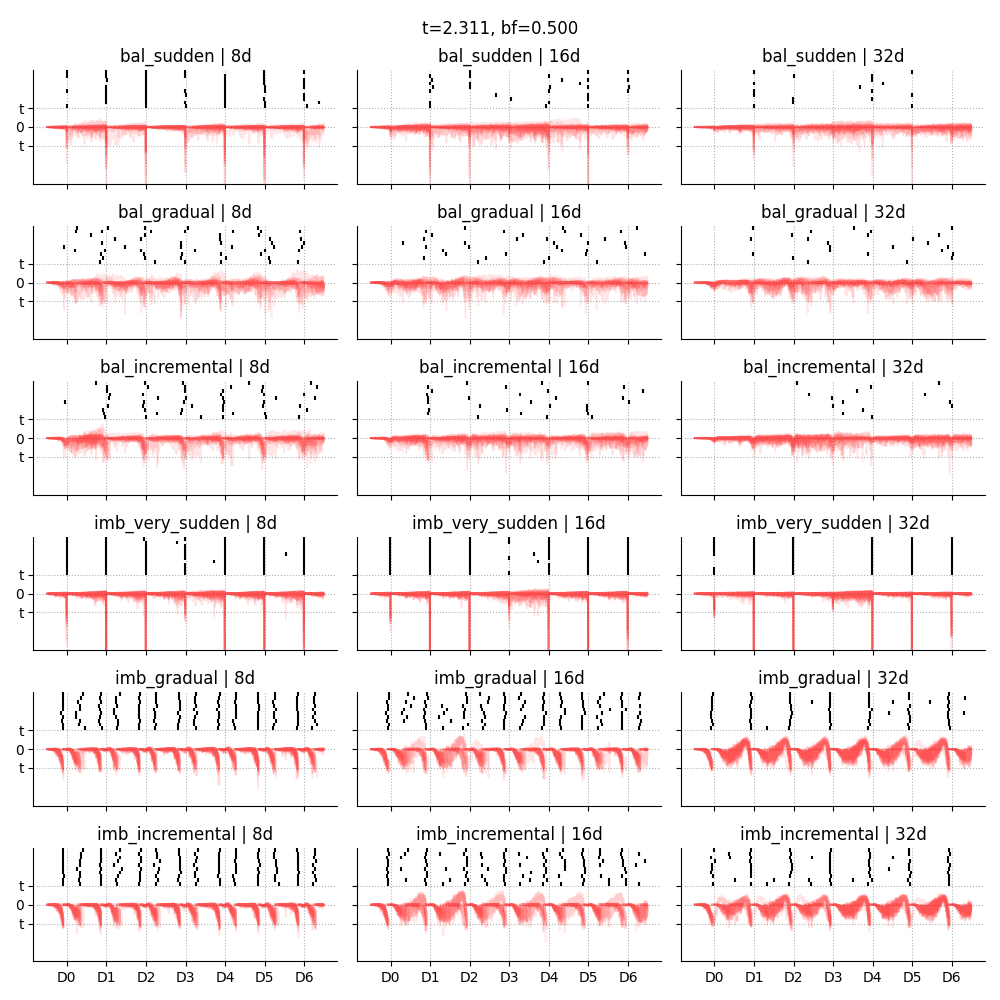 t=2.311, bf=0.500
bal_sudden | 8d
bal_sudden | 16d
bal_sudden | 32d
t
0
t
bal_gradual | 8d
bal_gradual | 16d
bal_gradual | 32d
t
0
t
bal_incremental | 8d
bal_incremental | 16d
bal_incremental | 32d
t
0
t
imb_very_sudden | 8d
imb_very_sudden | 16d
imb_very_sudden | 32d
t
0
t
imb_gradual | 8d
imb_gradual | 16d
imb_gradual | 32d
t
0
t
imb_incremental | 8d
imb_incremental | 16d
imb_incremental | 32d
t
0
t
D0 D1 D2 D3 D4 D5 D6
D0 D1 D2 D3 D4 D5 D6
D0 D1 D2 D3 D4 D5 D6